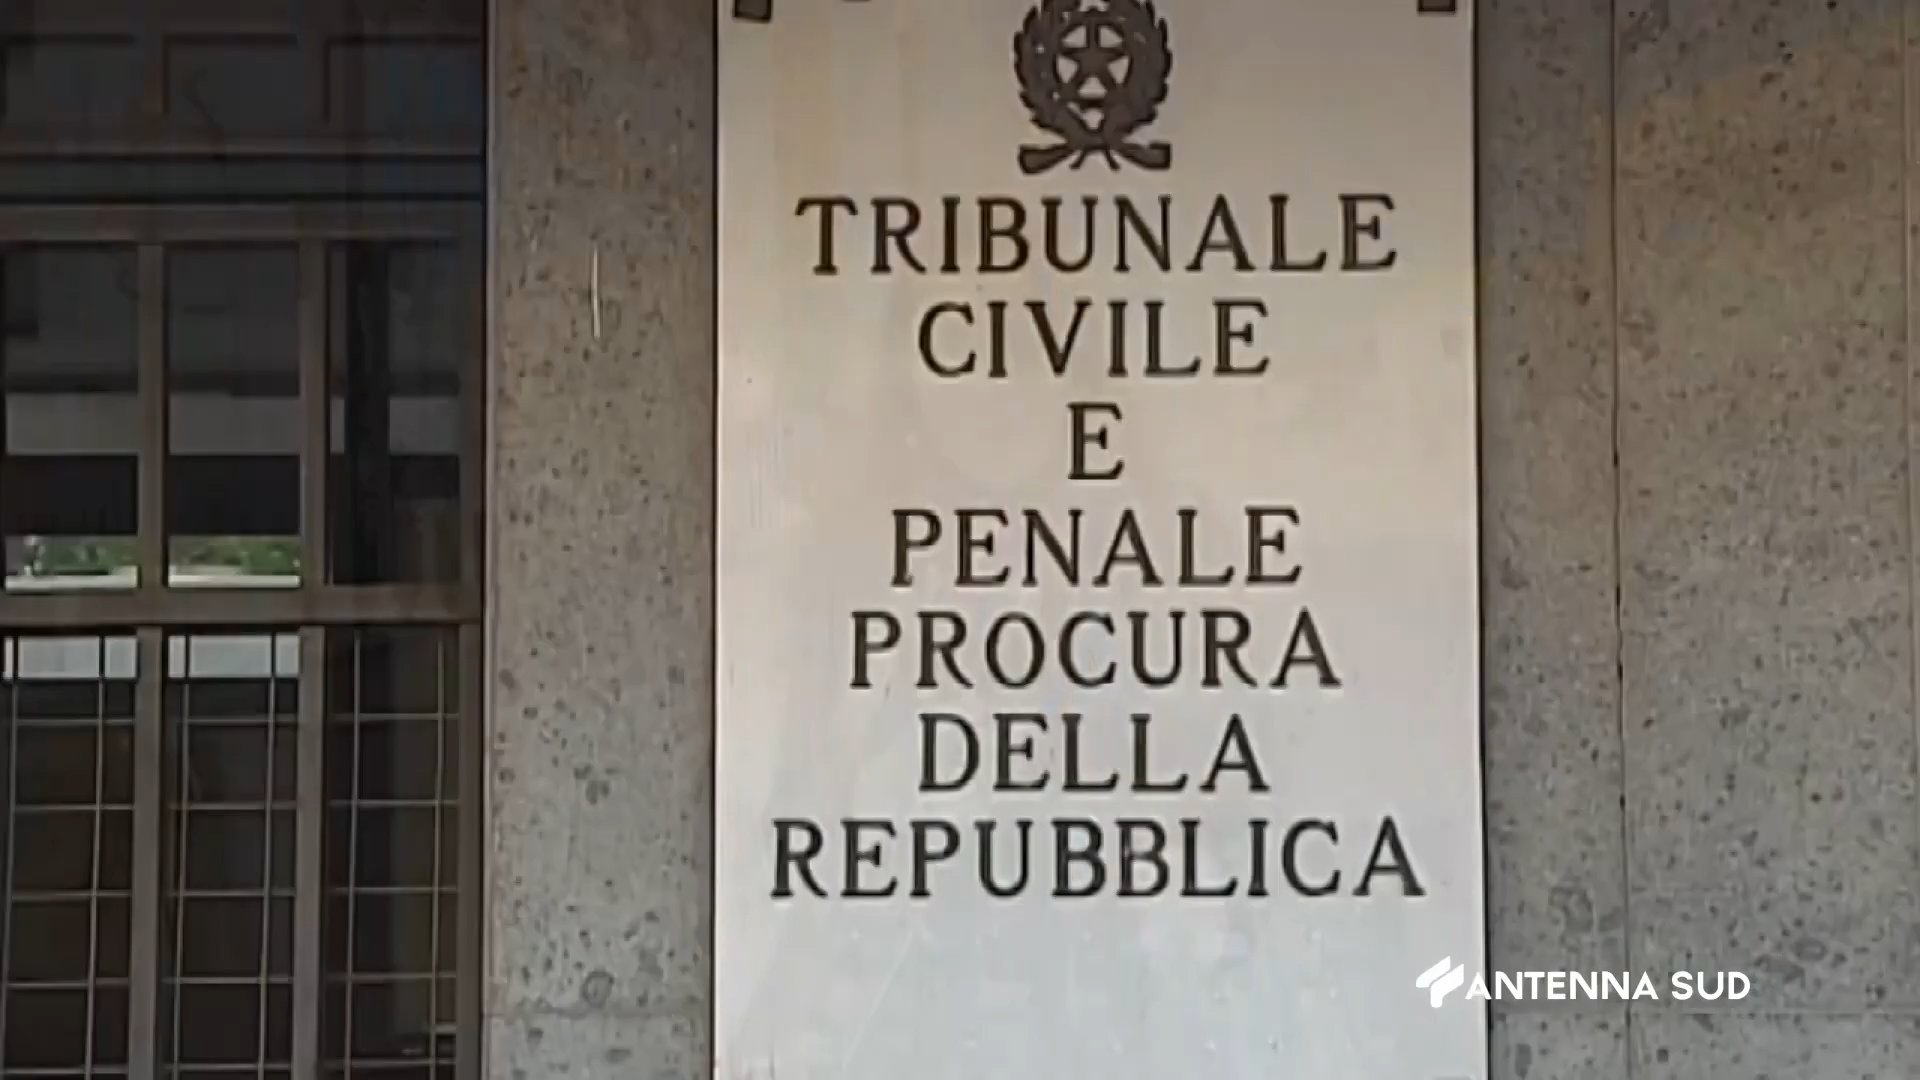 TRIBUNALE
CIVILE
E
PENALE
PROCURA
DELLA
REPUBBLICA
ANTENNA SUD